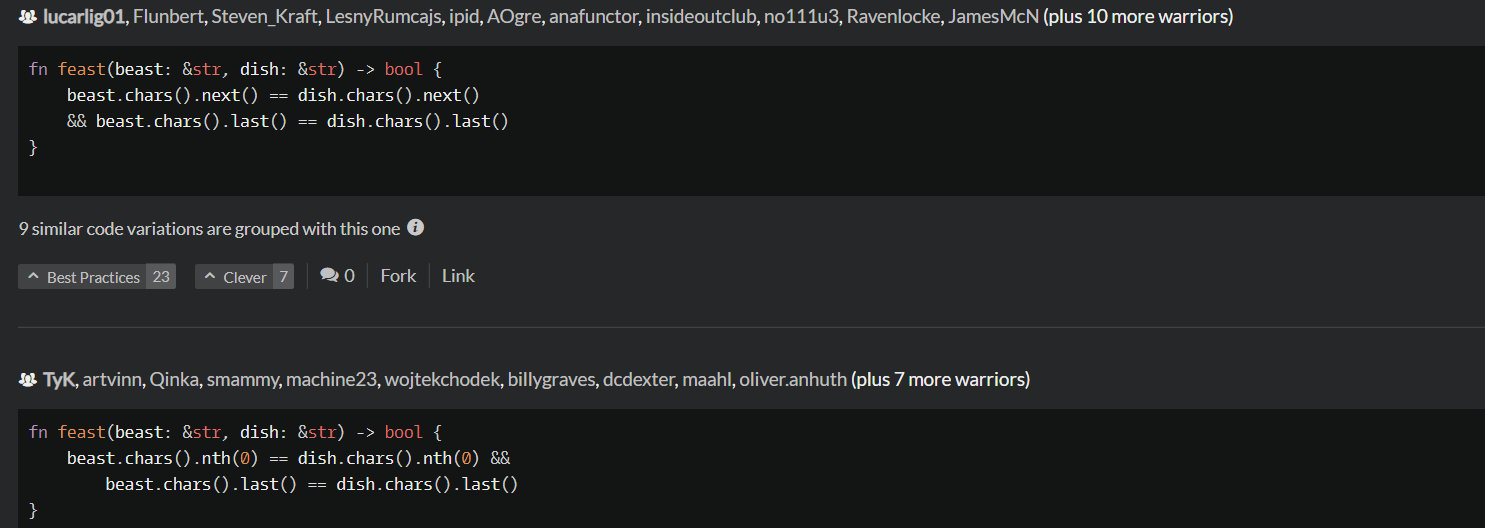 lucarlig01, Flunbert, Steven_Kraft, LesnyRumcajs, ipid, AOgre, anafunctor, insideoutclub, no111u3, Ravenlocke, JamesMcN (plus 10 more warriors)
fn feast(beast: &str, dish: &str) -> bool {
    beast.chars().next() == dish.chars().next()
    && beast.chars().last() == dish.chars().last()
}
9 similar code variations are grouped with this one i
Best Practices 23 Clever 7 0 Fork Link
TyK, artvinn, Qinka, smammy, machine23, wojtekchodek, billygraves, dcdexter, maahl, oliver.anhuth (plus 7 more warriors)
fn feast(beast: &str, dish: &str) -> bool {
    beast.chars().nth(0) == dish.chars().nth(0) &&
        beast.chars().last() == dish.chars().last()
}